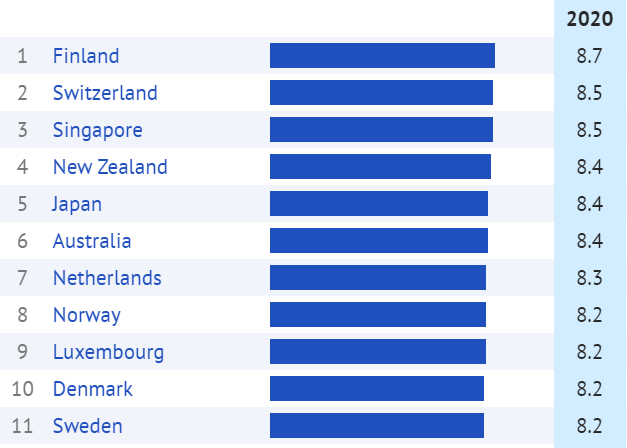 2020
1 Finland 8.7
2 Switzerland 8.5
3 Singapore 8.5
4 New Zealand 8.4
5 Japan 8.4
6 Australia 8.4
7 Netherlands 8.3
8 Norway 8.2
9 Luxembourg 8.2
10 Denmark 8.2
11 Sweden 8.2